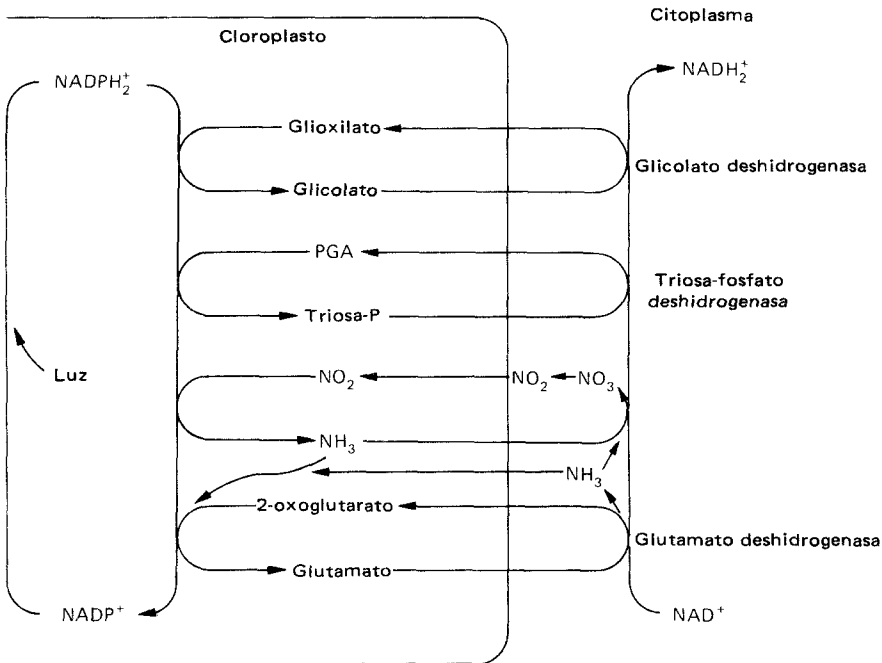 Citoplasma
Cloroplasto
NADPH₂⁺
NADH₂⁺
Glioxilato
Glicolato
Glicolato deshidrogenasa
PGA
Triosa-P
Triosa-fosfato
deshidrogenasa
Luz
NO₂
NO₂
NO₃
NH₃
NH₃
2-oxoglutarato
Glutamato
Glutamato deshidrogenasa
NADP⁺
NAD⁺